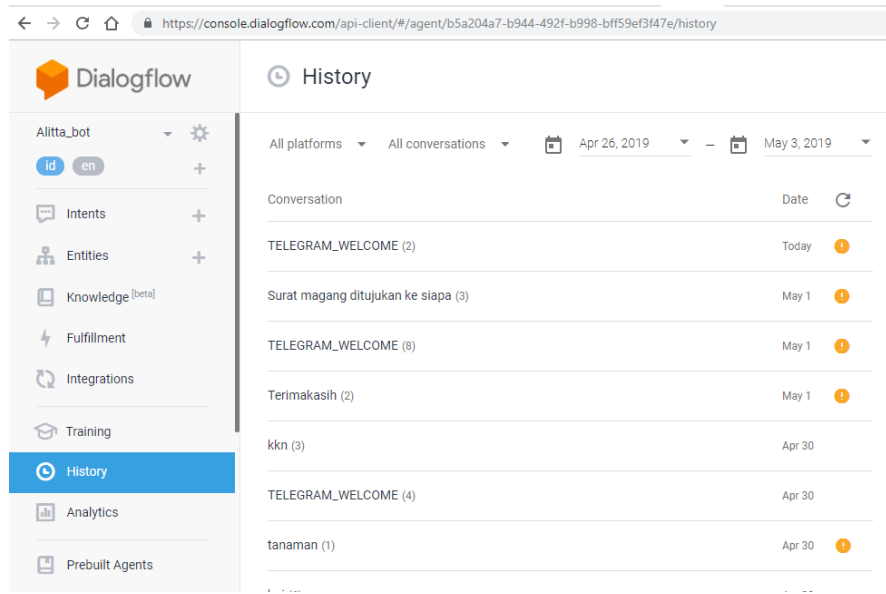 https://console.dialogflow.com/api-client/#/agent/b5a204a7-b944-492f-b998-bff59ef3f47e/history
Dialogflow
History
Alitta_bot
id en
Intents
Entities
Knowledge [beta]
Fulfillment
Integrations
Training
History
Analytics
Prebuilt Agents
All platforms All conversations Apr 26, 2019 – May 3, 2019
Conversation Date
TELEGRAM_WELCOME (2) Today
Surat magang ditujukan ke siapa (3) May 1
TELEGRAM_WELCOME (8) May 1
Terimakasih (2) May 1
kkn (3) Apr 30
TELEGRAM_WELCOME (4) Apr 30
tanaman (1) Apr 30